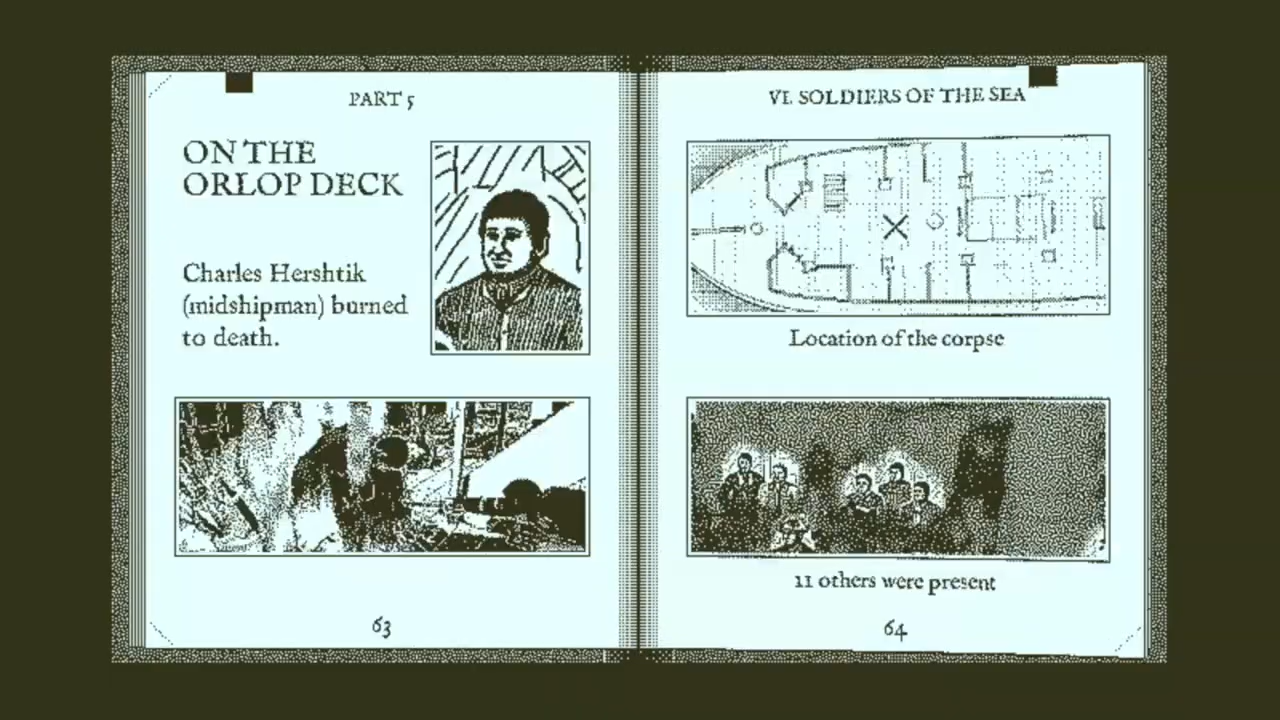 PART 5
ON THE
ORLOP DECK
Charles Hershtik
(midshipman) burned
to death.
63
VI. SOLDIERS OF THE SEA
Location of the corpse
11 others were present
64